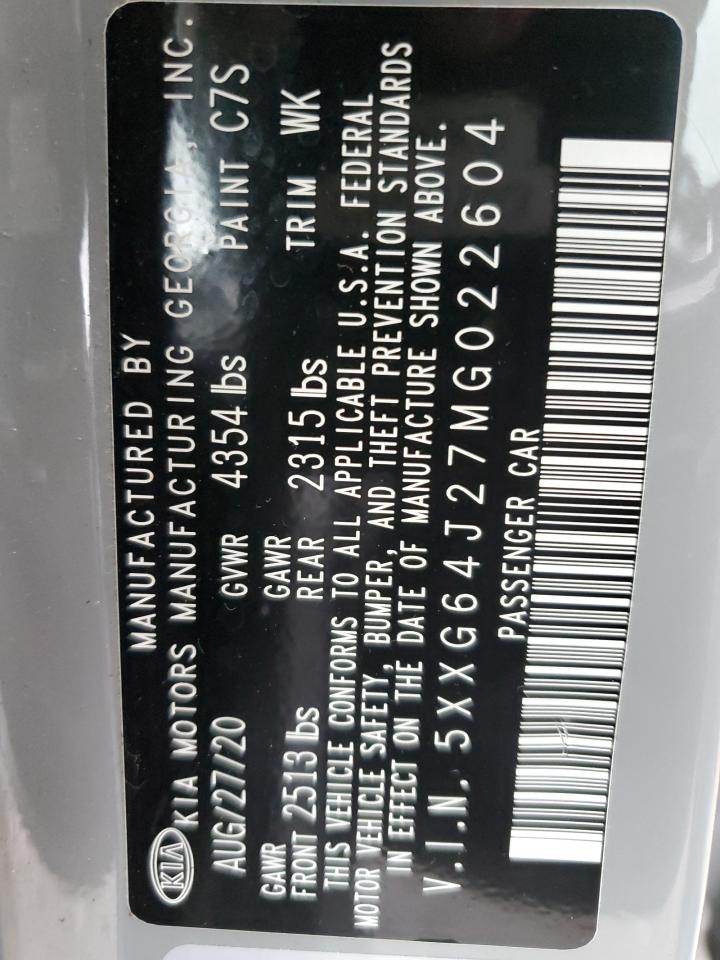 MANUFACTURED BY
KIA KIA MOTORS MANUFACTURING GEORGIA, INC.
AUG/27/20 GVWR 4354 lbs PAINT C7S
GAWR GAWR
FRONT 2513 lbs REAR 2315 lbs TRIM WK
THIS VEHICLE CONFORMS TO ALL APPLICABLE U.S.A. FEDERAL
MOTOR VEHICLE SAFETY, BUMPER, AND THEFT PREVENTION STANDARDS
IN EFFECT ON THE DATE OF MANUFACTURE SHOWN ABOVE.
V.I.N. 5XXG64J27MG022604
PASSENGER CAR